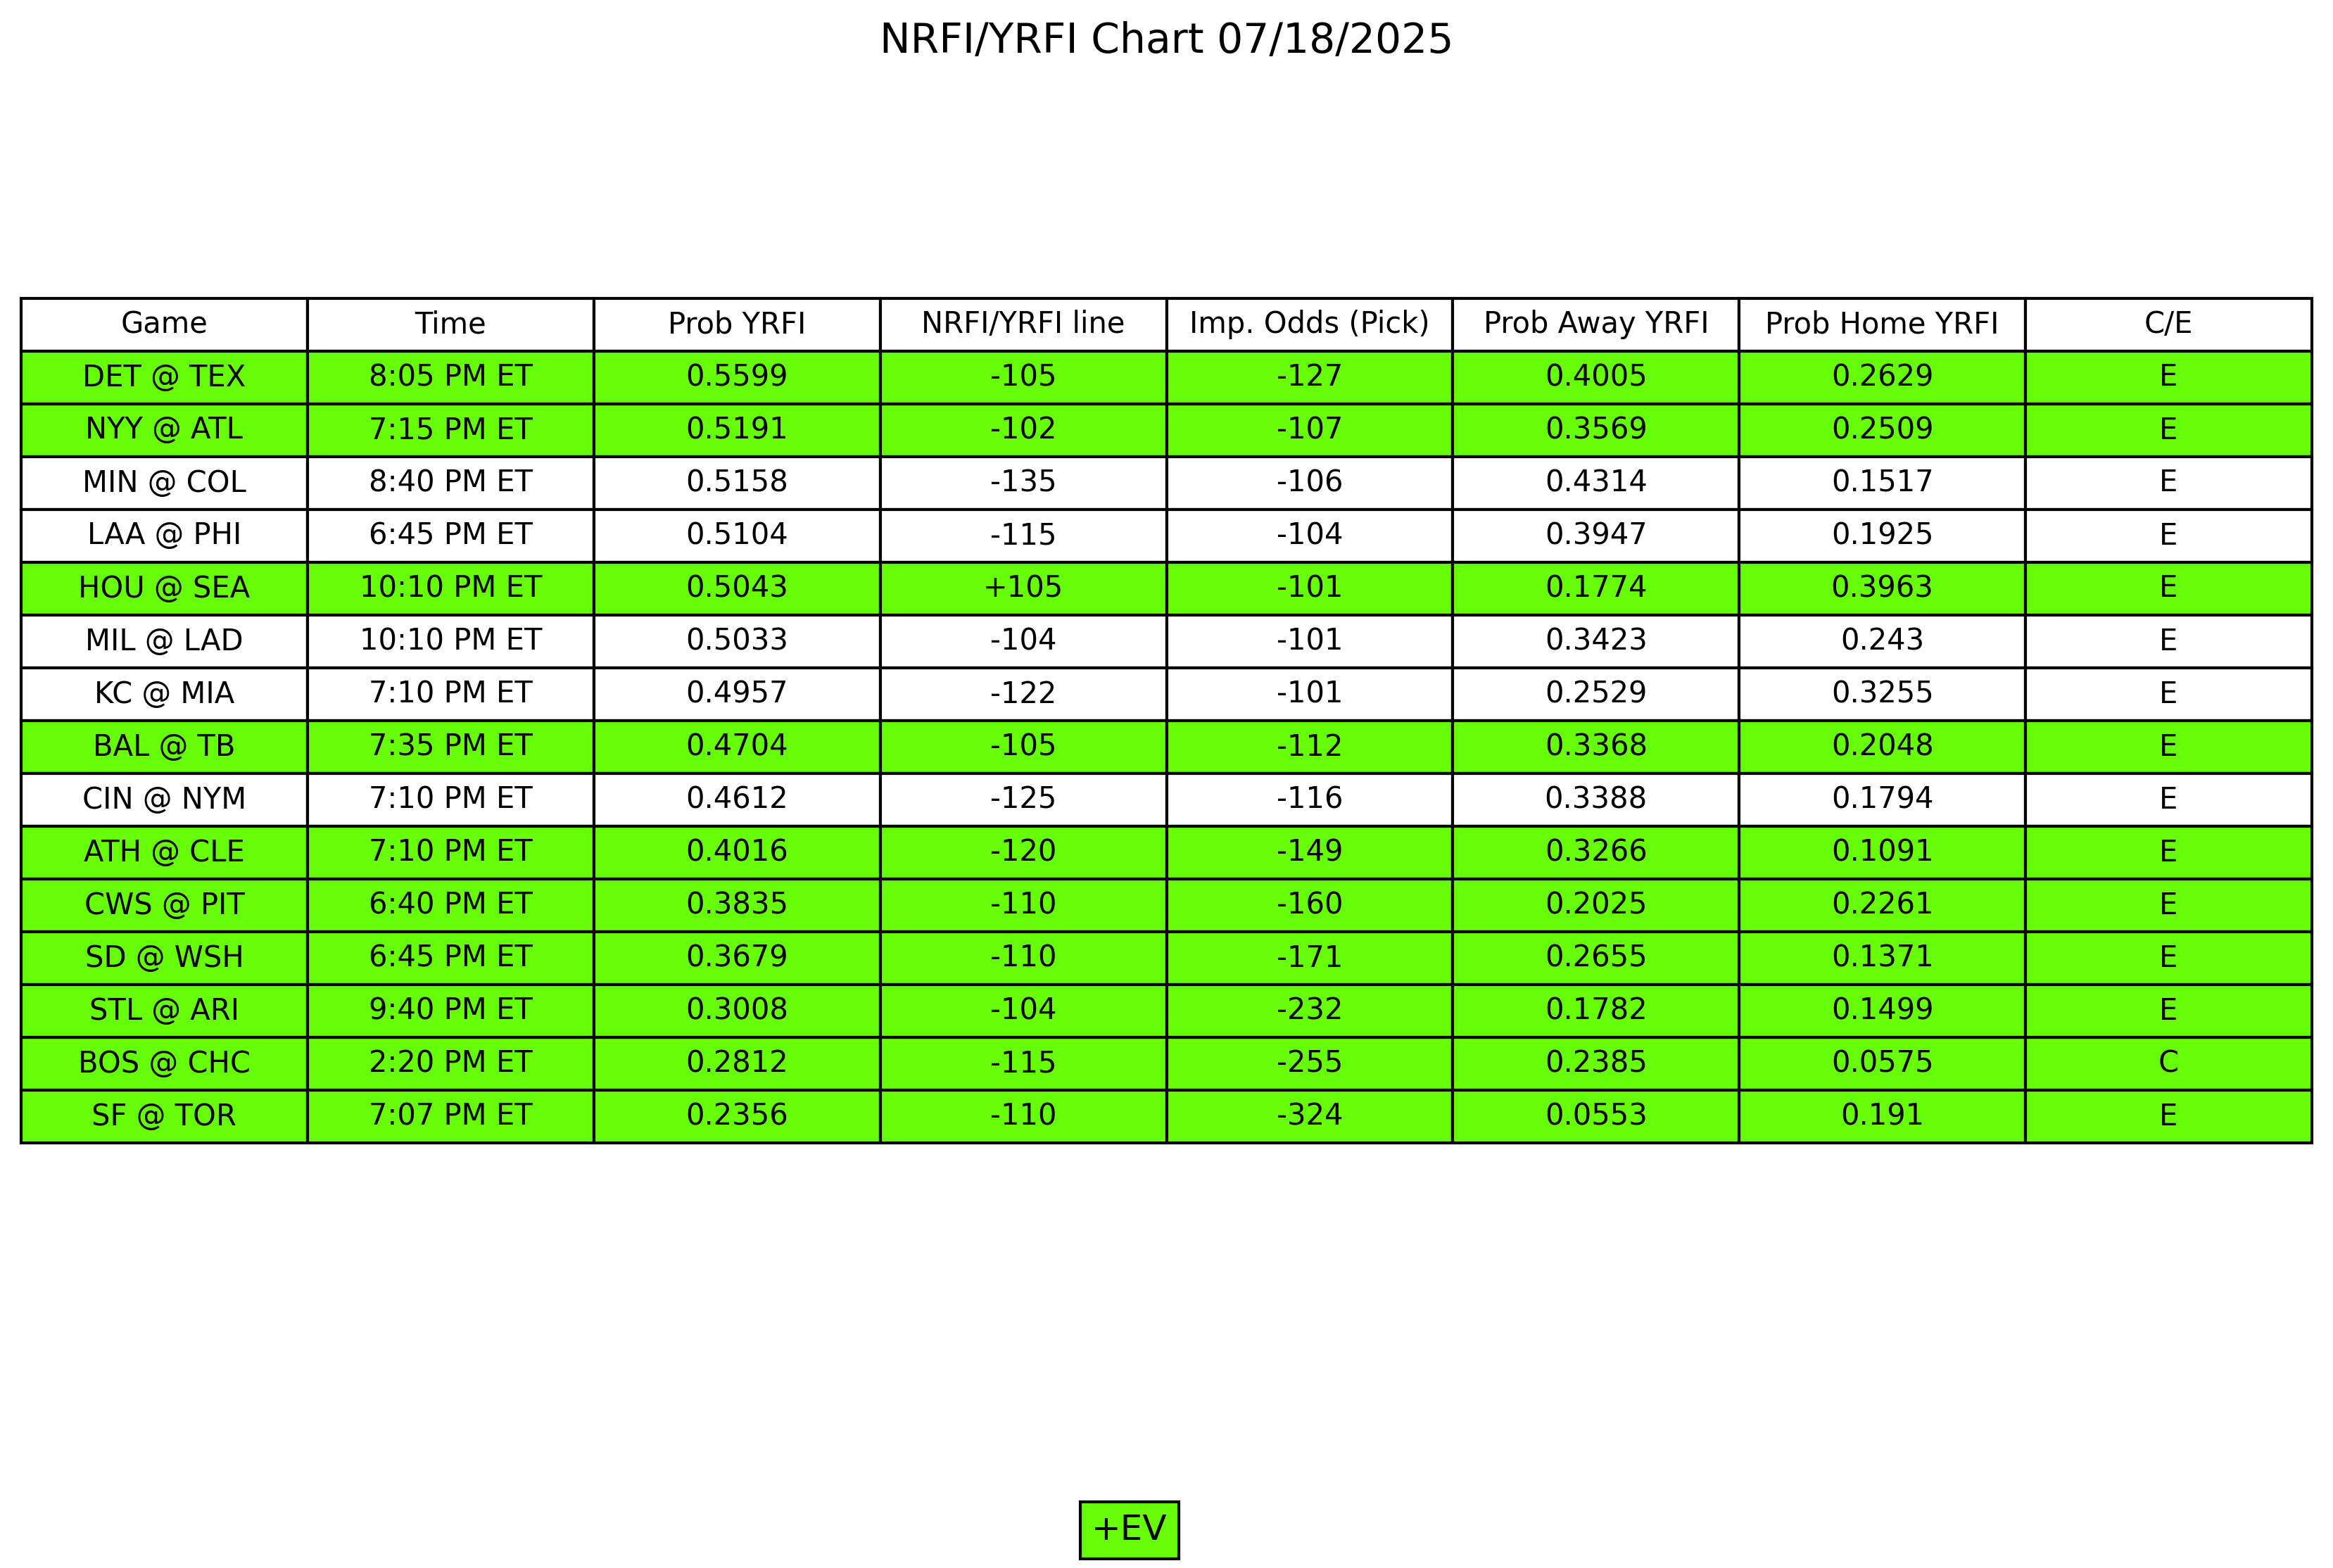 NRFI/YRFI Chart 07/18/2025
Game Time Prob YRFI NRFI/YRFI line Imp. Odds (Pick) Prob Away YRFI Prob Home YRFI C/E
DET @ TEX 8:05 PM ET 0.5599 -105 -127 0.4005 0.2629 E
NYY @ ATL 7:15 PM ET 0.5191 -102 -107 0.3569 0.2509 E
MIN @ COL 8:40 PM ET 0.5158 -135 -106 0.4314 0.1517 E
LAA @ PHI 6:45 PM ET 0.5104 -115 -104 0.3947 0.1925 E
HOU @ SEA 10:10 PM ET 0.5043 +105 -101 0.1774 0.3963 E
MIL @ LAD 10:10 PM ET 0.5033 -104 -101 0.3423 0.243 E
KC @ MIA 7:10 PM ET 0.4957 -122 -101 0.2529 0.3255 E
BAL @ TB 7:35 PM ET 0.4704 -105 -112 0.3368 0.2048 E
CIN @ NYM 7:10 PM ET 0.4612 -125 -116 0.3388 0.1794 E
ATH @ CLE 7:10 PM ET 0.4016 -120 -149 0.3266 0.1091 E
CWS @ PIT 6:40 PM ET 0.3835 -110 -160 0.2025 0.2261 E
SD @ WSH 6:45 PM ET 0.3679 -110 -171 0.2655 0.1371 E
STL @ ARI 9:40 PM ET 0.3008 -104 -232 0.1782 0.1499 E
BOS @ CHC 2:20 PM ET 0.2812 -115 -255 0.2385 0.0575 C
SF @ TOR 7:07 PM ET 0.2356 -110 -324 0.0553 0.191 E
+EV